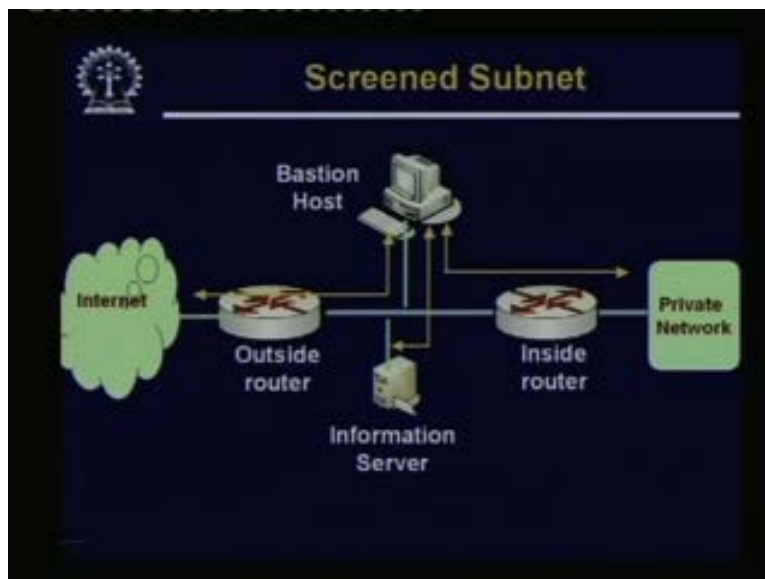 Screened Subnet
Bastion
Host
Internet
Outside
router
Inside
router
Private
Network
Information
Server